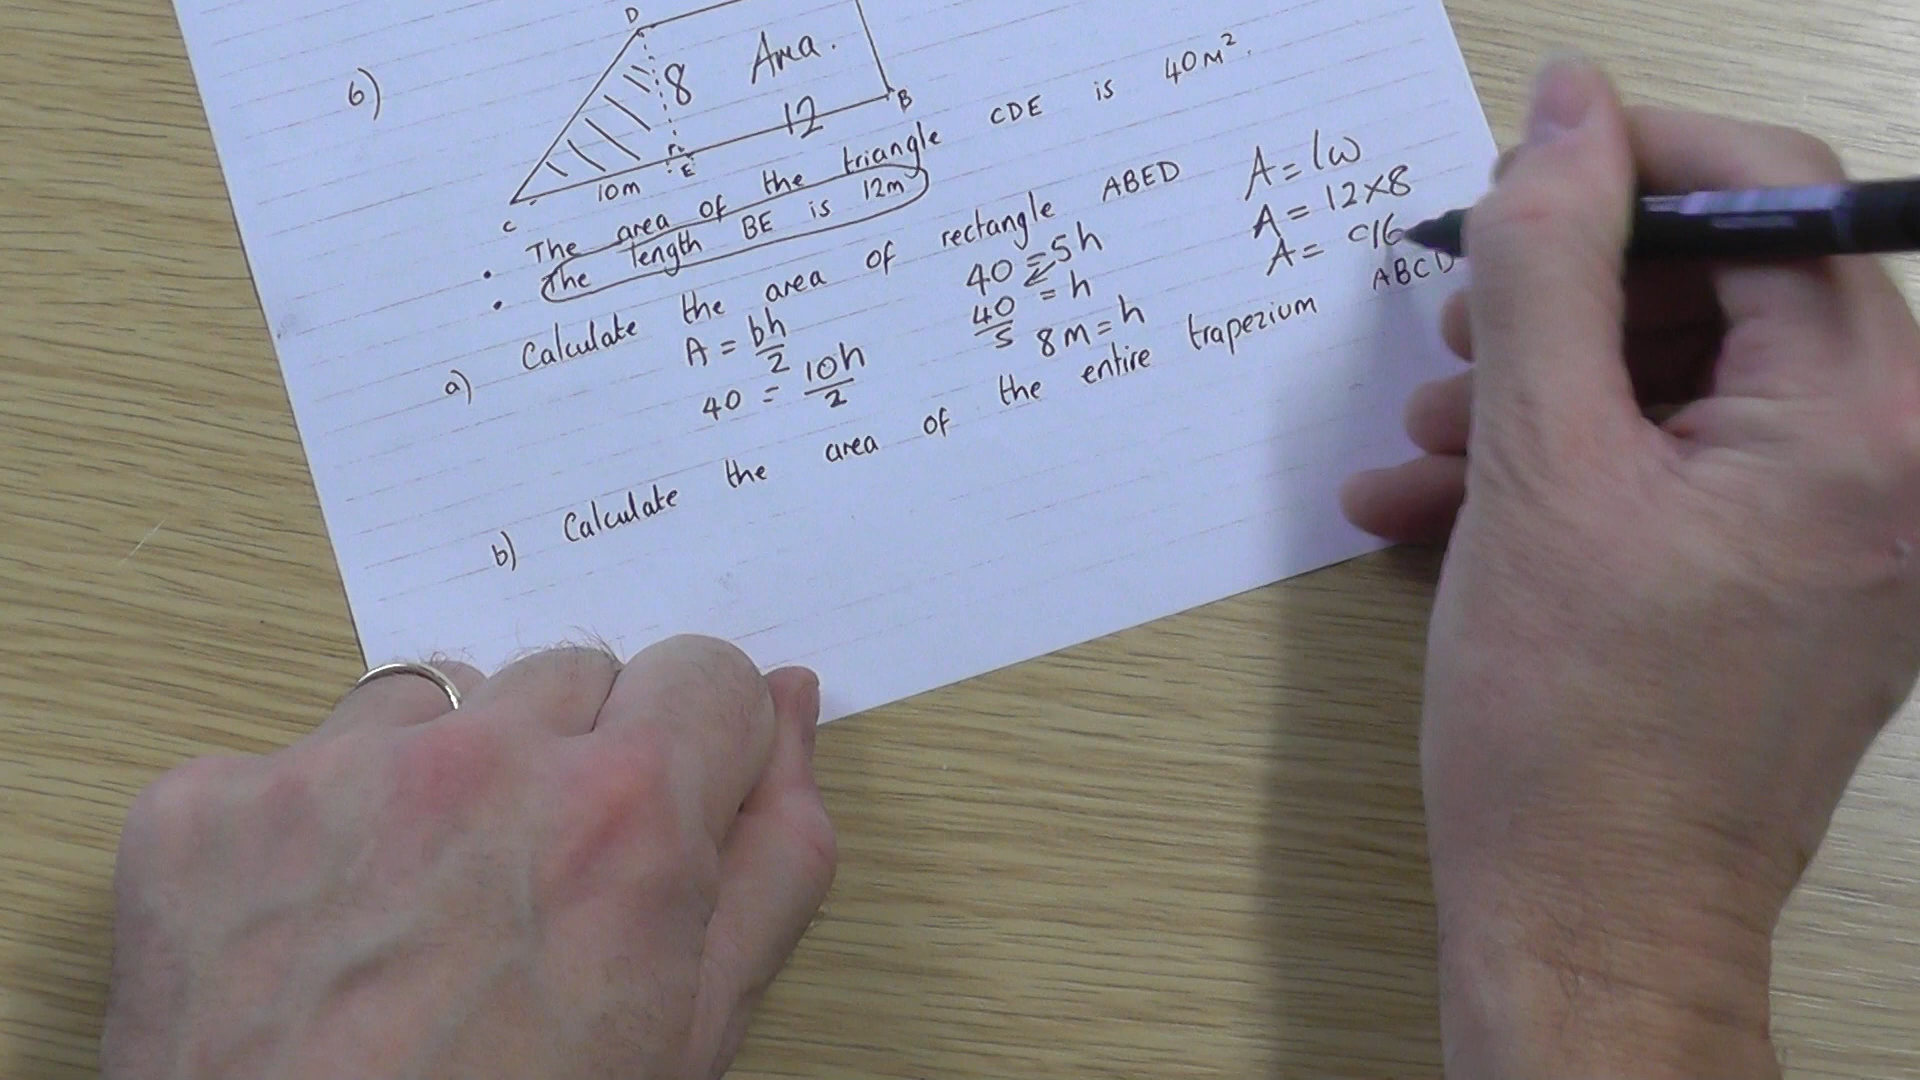 6)
D
8
Area.
12
B
10m
E
C
• The area of the triangle CDE is 40m².
• The length BE is 12m
a) Calculate the area of rectangle ABED
A = bh/2
40 = 10h/2
40 = 5h
40/5 = h
8m = h
A = lw
A = 12×8
A =
b) Calculate the area of the entire trapezium ABCD